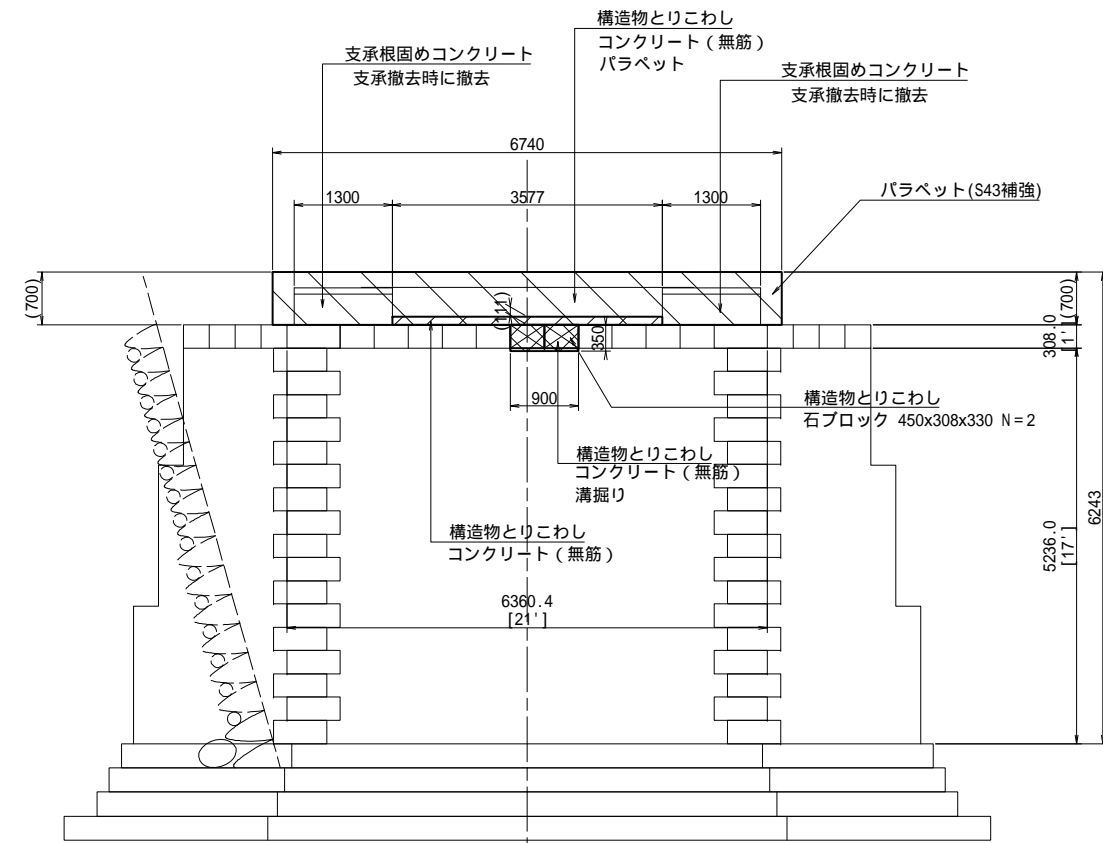 構造物とりこわし
コンクリート（無筋）
パラペット
支承根固めコンクリート
支承撤去時に撤去
支承根固めコンクリート
支承撤去時に撤去
6740
パラペット(S43補強)
1300
3577
1300
(700)
(111)
350
(700)
308.0
[1']
900
構造物とりこわし
石ブロック 450x308x330 N=2
構造物とりこわし
コンクリート（無筋）
溝掘り
構造物とりこわし
コンクリート（無筋）
6243
5236.0
[17']
6360.4
[21']